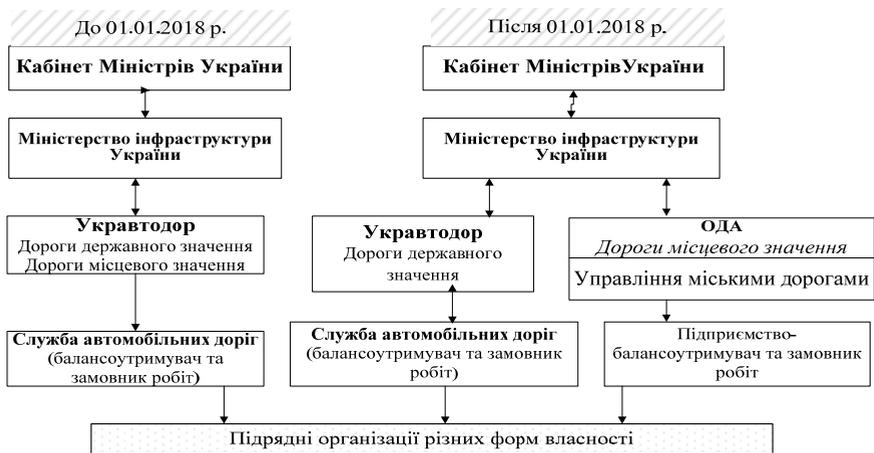 До 01.01.2018 р.
Кабінет Міністрів України
Міністерство інфраструктури
України
Укравтодор
Дороги державного значення
Дороги місцевого значення
Служба автомобільних доріг
(балансоутримувач та
замовник робіт)
Після 01.01.2018 р.
Кабінет МіністрівУкраїни
Міністерство інфраструктури
України
Укравтодор
Дороги державного
значення
Служба автомобільних доріг
(балансоутримувач та замовник
робіт)
ОДА
Дороги місцевого значення
Управління міськими дорогами
Підприємство-
балансоутримувач та замовник
робіт
Підрядні організації різних форм власності